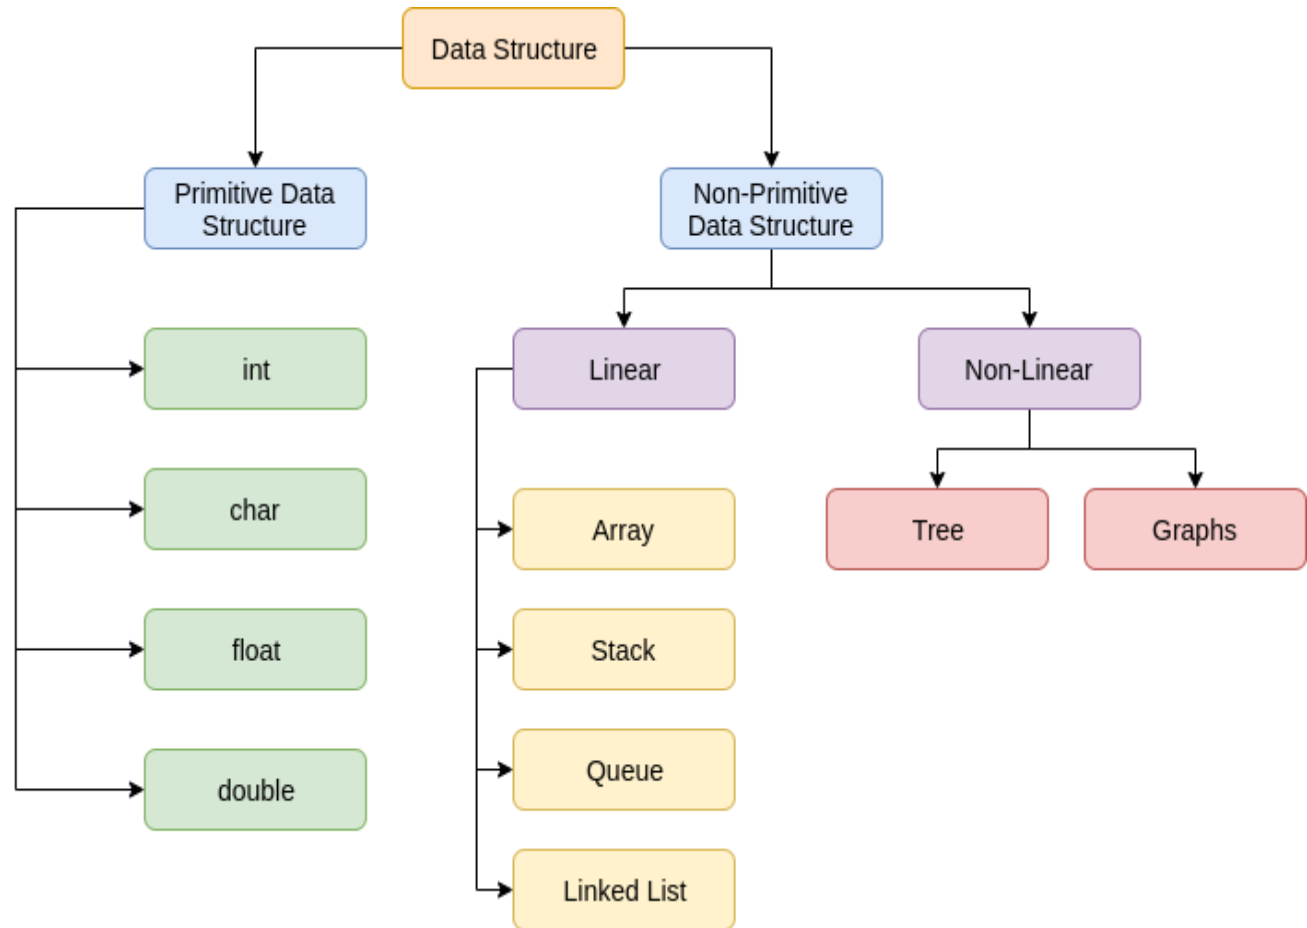 Data Structure
Primitive Data
Structure
Non-Primitive
Data Structure
int
Linear
Non-Linear
char
Array
Tree
Graphs
float
Stack
double
Queue
Linked List